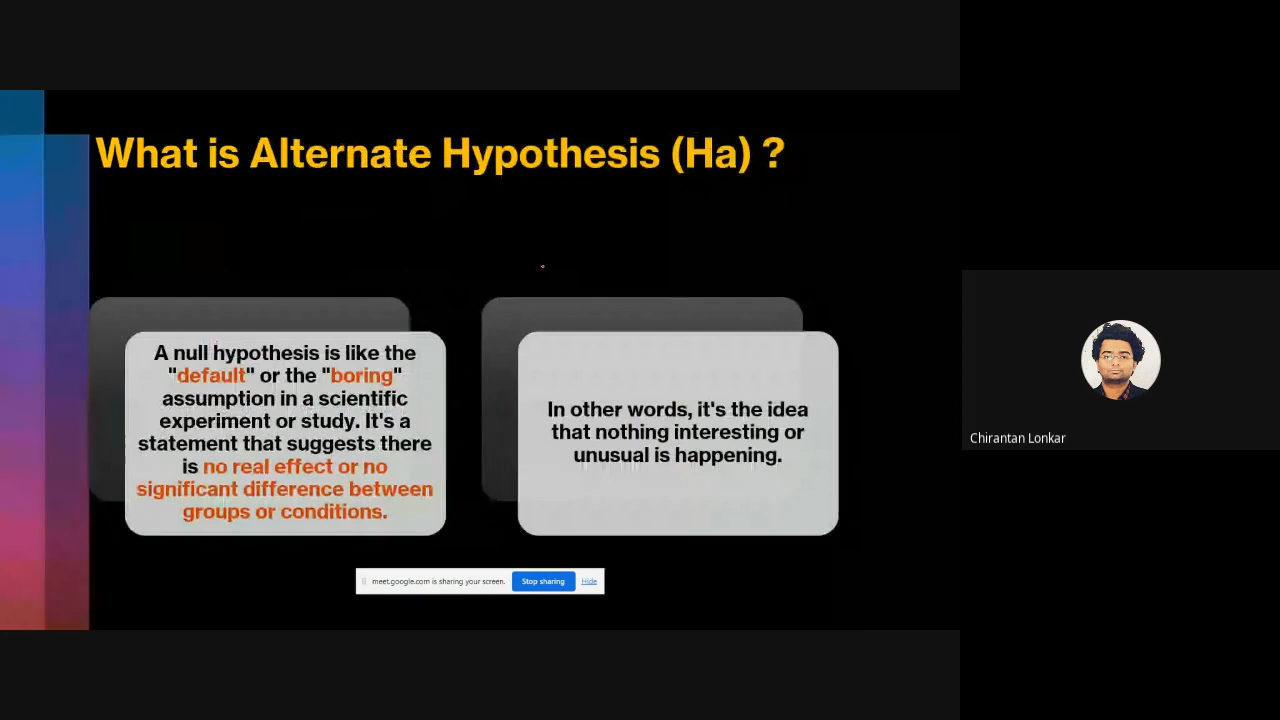 What is Alternate Hypothesis (Ha) ?
A null hypothesis is like the
"default" or the "boring"
assumption in a scientific
experiment or study. It's a
statement that suggests there
is no real effect or no
significant difference between
groups or conditions.
In other words, it's the idea
that nothing interesting or
unusual is happening.
meet.google.com is sharing your screen. Stop sharing Hide
Chirantan Lonkar